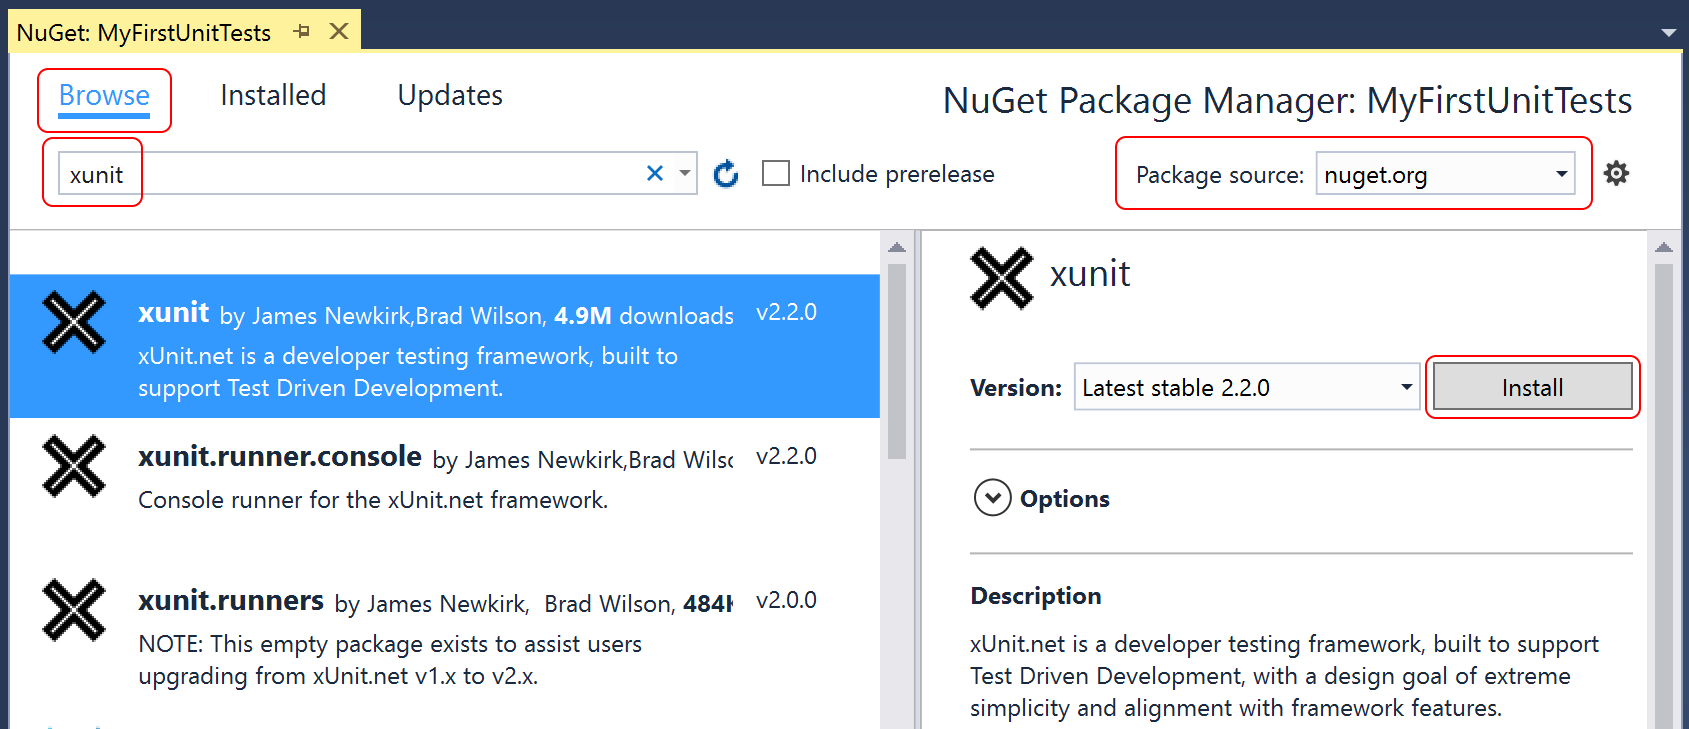 NuGet: MyFirstUnitTests
Browse Installed Updates
NuGet Package Manager: MyFirstUnitTests
xunit
Include prerelease
Package source: nuget.org
xunit by James Newkirk,Brad Wilson, 4.9M downloads v2.2.0
xUnit.net is a developer testing framework, built to
support Test Driven Development.
xunit.runner.console by James Newkirk,Brad v2.2.0
Console runner for the xUnit.net framework.
xunit.runners by James Newkirk, Brad Wilson, v2.0.0
NOTE: This empty package exists to assist users
upgrading from xUnit.net v1.x to v2.x.
xunit
Version: Latest stable 2.2.0 Install
Options
Description
xUnit.net is a developer testing framework, built to support
Test Driven Development, with a design goal of extreme
simplicity and alignment with framework features.